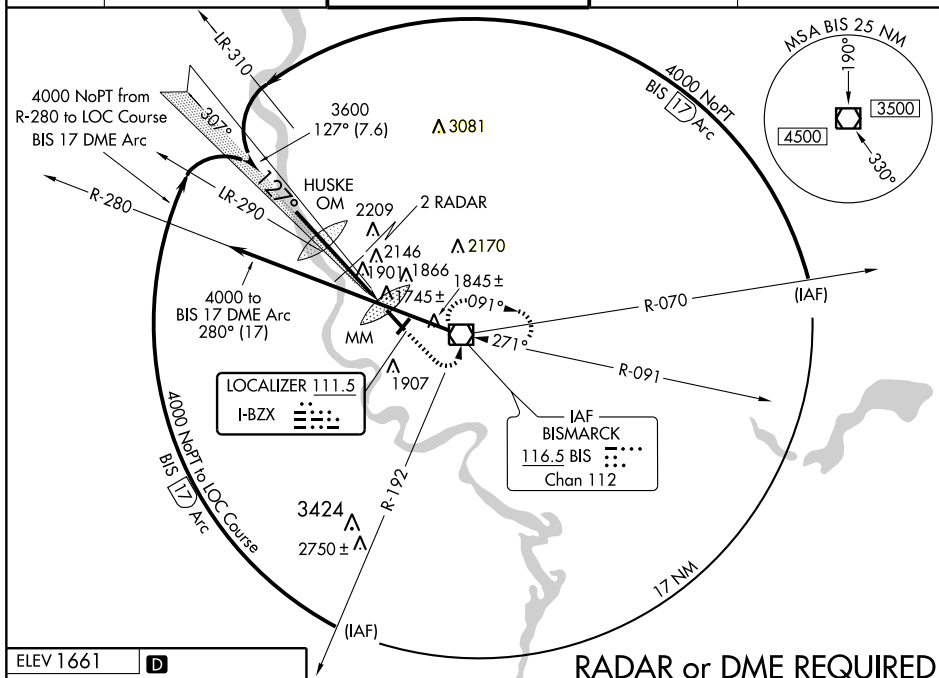 LR-310
MSA BIS 25 NM
190°
3500
4500
330°
4000 NoPT
BIS 17 Arc
4000 NoPT from
R-280 to LOC Course
BIS 17 DME Arc
307°
3600
127° (7.6)
3081
127°
HUSKE
OM
LR-290
R-280
2 RADAR
2209
2146
2170
1901
1866
1745 ±
1845 ±
091°
(IAF)
R-070
4000 to
BIS 17 DME Arc
280° (17)
MM
271°
R-091
1907
LOCALIZER 111.5
I-BZX
IAF
BISMARCK
116.5 BIS
Chan 112
4000 NoPT to LOC Course
BIS 17 Arc
R-192
3424
2750 ±
17 NM
(IAF)
ELEV 1661
D
RADAR or DME REQUIRED